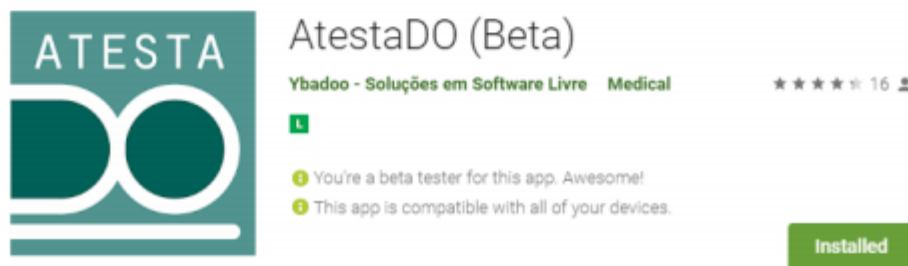 ATESTA
DO
AtestaDO (Beta)
Ybadoo - Soluções em Software Livre Medical
16
L
You're a beta tester for this app. Awesome!
This app is compatible with all of your devices.
Installed